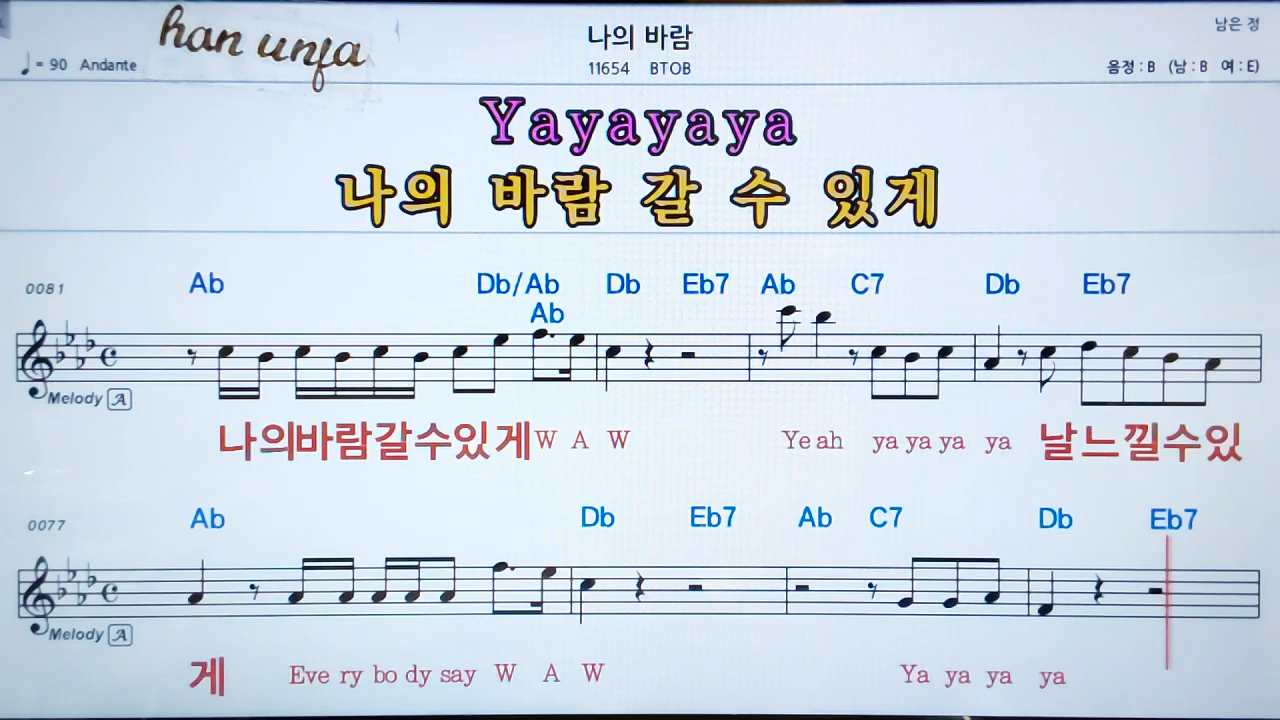 han unja
나의 바람
남은 정
♩= 90 Andante
11654 BTOB
음정 : B (남 : B 여 : E)
Yayayaya
나의 바람 갈 수 있게
0081 Ab Db/Ab Db Eb7 Ab C7 Db Eb7
Ab
Melody A
나의바람갈수있게 W A W Yeah ya ya ya ya 날느낄수있
0077 Ab Db Eb7 Ab C7 Db Eb7
Melody A
게 Eve ry bo dy say W A W Ya ya ya ya